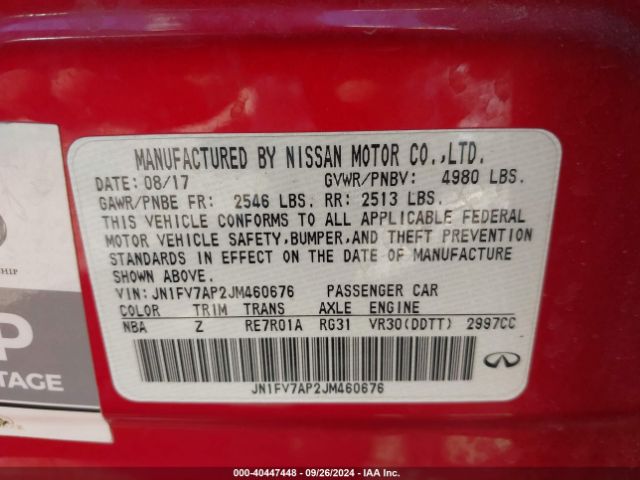 MANUFACTURED BY NISSAN MOTOR CO.,LTD.
DATE: 08/17 GVWR/PNBV: 4980 LBS.
GAWR/PNBE FR: 2546 LBS. RR: 2513 LBS.
THIS VEHICLE CONFORMS TO ALL APPLICABLE FEDERAL
MOTOR VEHICLE SAFETY,BUMPER,AND THEFT PREVENTION
STANDARDS IN EFFECT ON THE DATE OF MANUFACTURE
SHOWN ABOVE.
VIN: JN1FV7AP2JM460676 PASSENGER CAR
COLOR TRIM TRANS AXLE ENGINE
NBA Z RE7R01A RG31 VR30(DDTT) 2997CC
JN1FV7AP2JM460676
HIP
P
TAGE
000-40447448 - 09/26/2024 - IAA Inc.